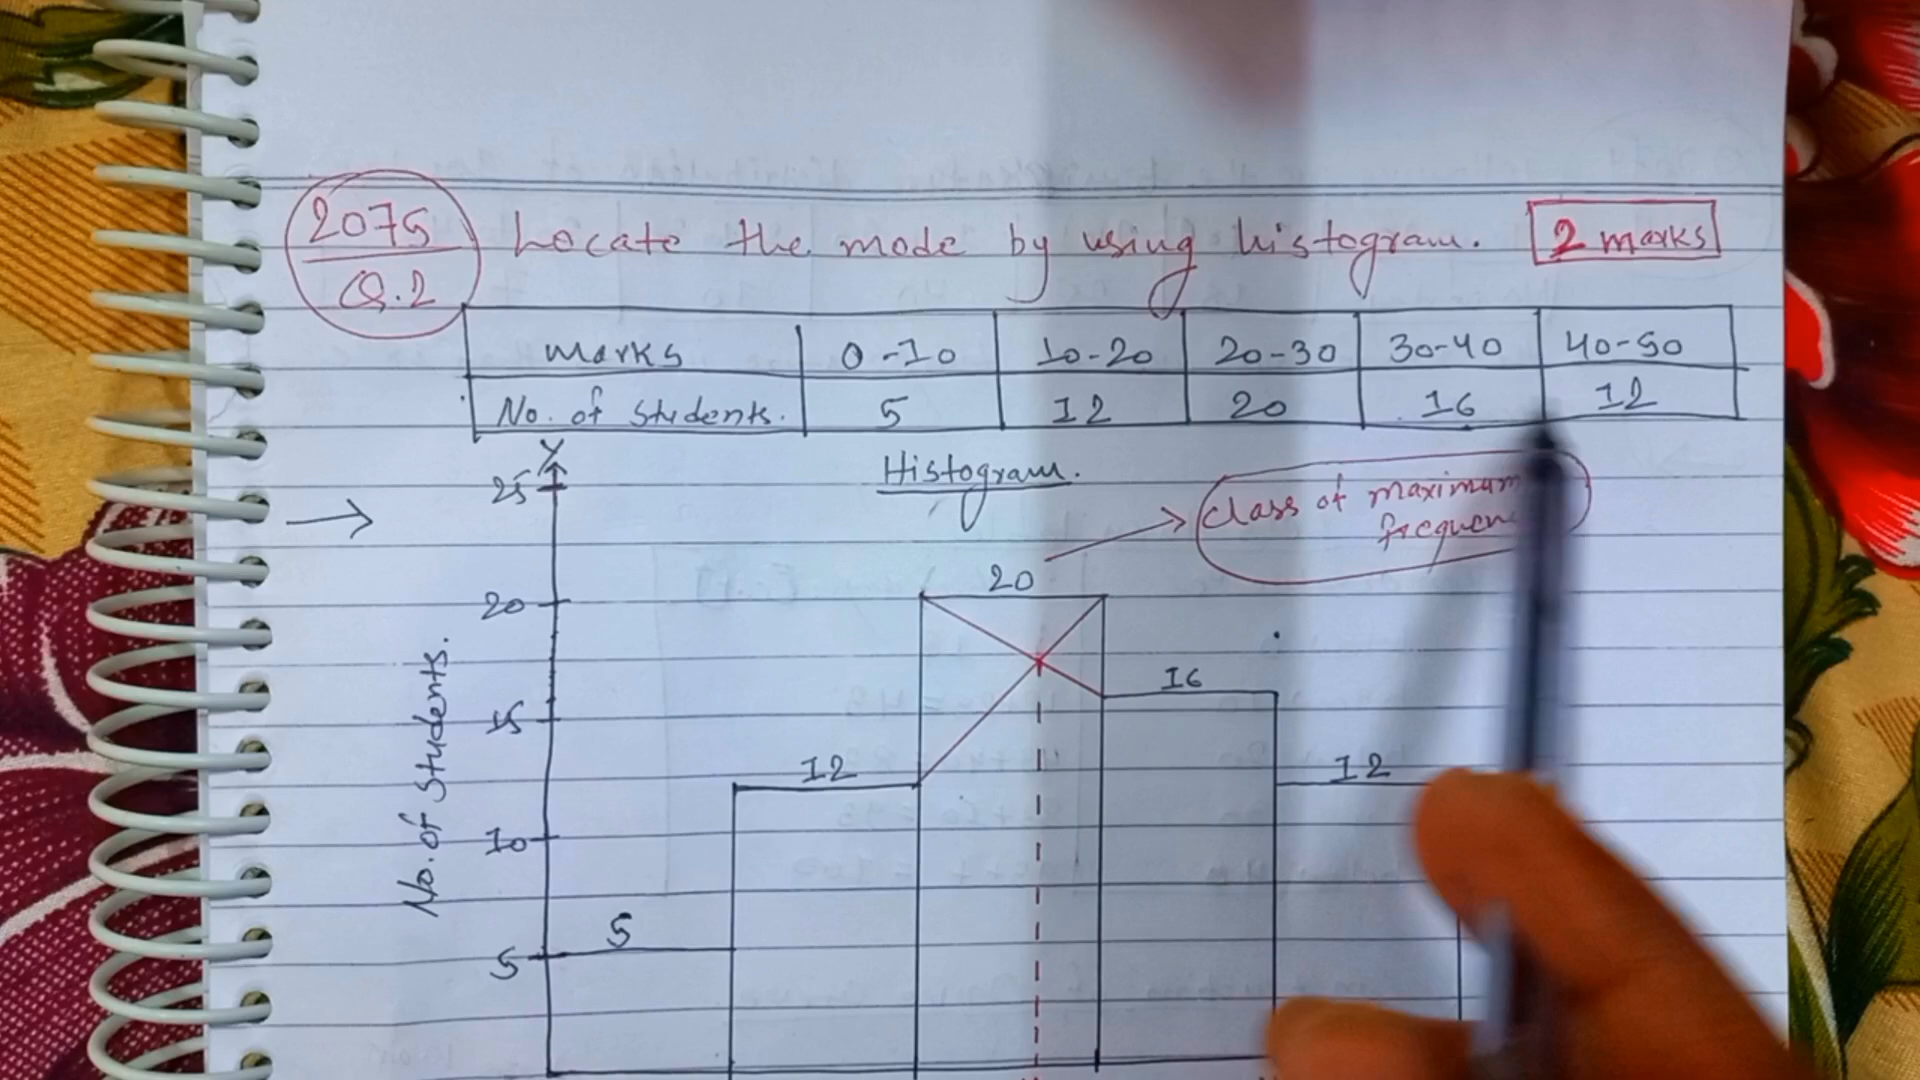 2075 Locate the mode by using histogram. 2 marks
Q.2
Marks 0-10 10-20 20-30 30-40 40-50
No. of Students. 5 12 20 16 12
Y
25 Histogram.
class of maximum
20
20
No. of Students.
16
15
12 12
10
5
5